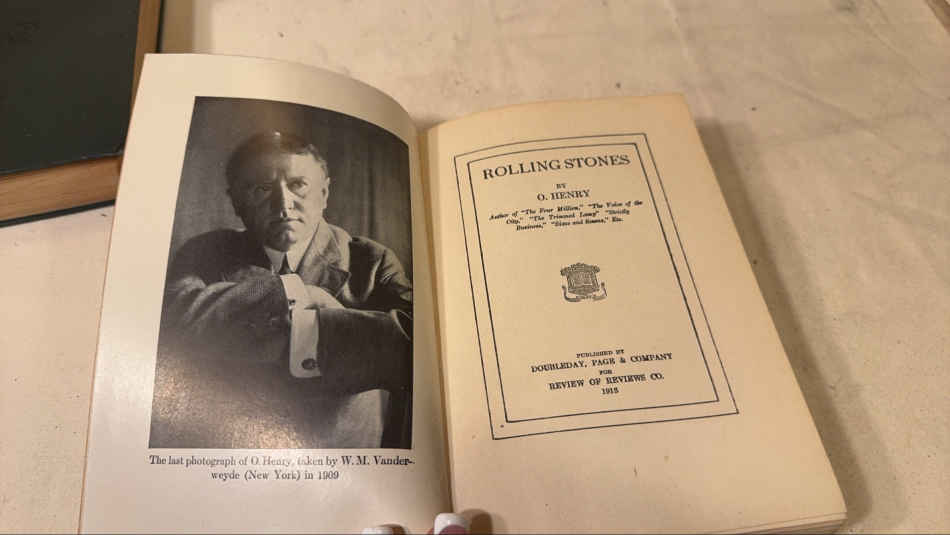 The last photograph of O. Henry, taken by W. M. Vander-
weyde (New York) in 1909
ROLLING STONES
BY
O. HENRY
Author of "The Four Million," "The Voice of the
City," "The Trimmed Lamp" "Strictly
Business," "Sixes and Sevens," Etc.
PUBLISHED BY
DOUBLEDAY, PAGE & COMPANY
FOR
REVIEW OF REVIEWS CO.